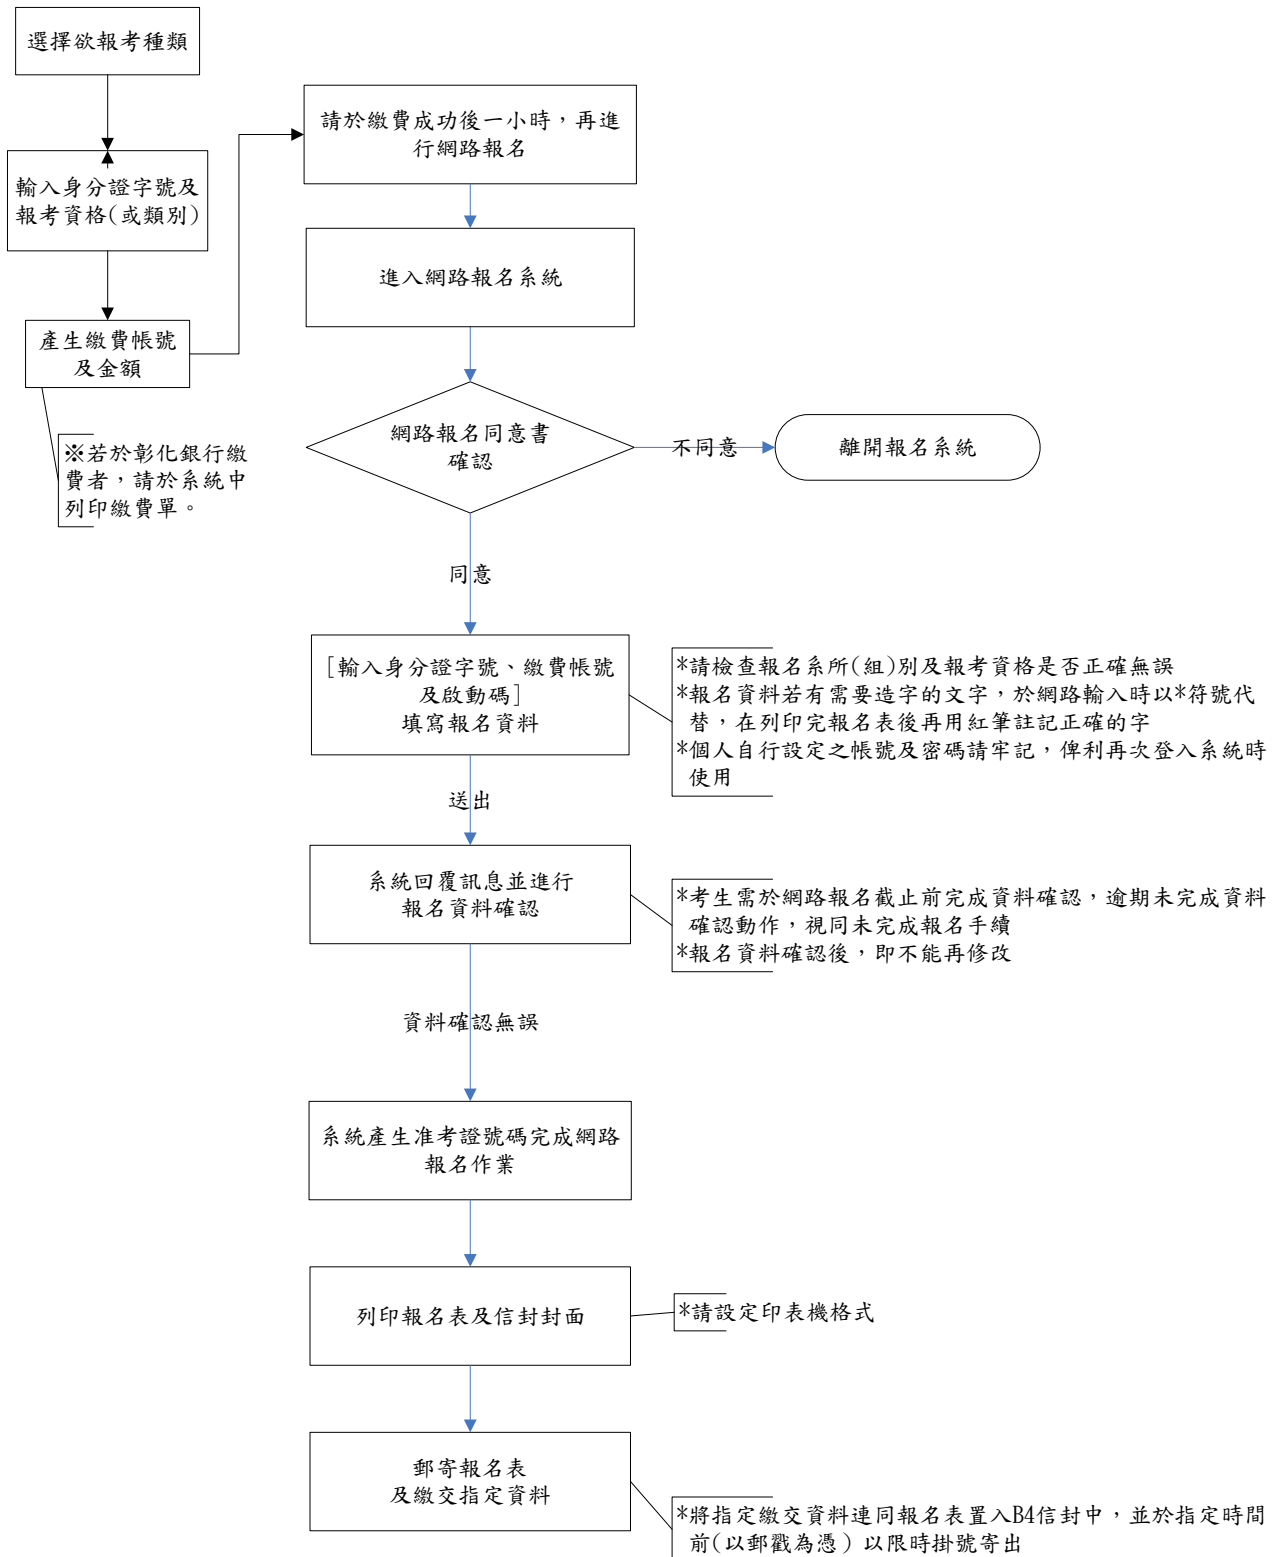 選擇欲報考種類
輸入身分證字號及
報考資格(或類別)
產生繳費帳號
及金額
※若於彰化銀行繳
費者，請於系統中
列印繳費單。
請於繳費成功後一小時，再進
行網路報名
進入網路報名系統
網路報名同意書
確認
不同意
離開報名系統
同意
[輸入身分證字號、繳費帳號
及啟動碼]
填寫報名資料
*請檢查報名系所(組)別及報考資格是否正確無誤
*報名資料若有需要造字的文字，於網路輸入時以*符號代
替，在列印完報名表後再用紅筆註記正確的字
*個人自行設定之帳號及密碼請牢記，俾利再次登入系統時
使用
送出
系統回覆訊息並進行
報名資料確認
*考生需於網路報名截止前完成資料確認，逾期未完成資料
確認動作，視同未完成報名手續
*報名資料確認後，即不能再修改
資料確認無誤
系統產生准考證號碼完成網路
報名作業
列印報名表及信封封面
*請設定印表機格式
郵寄報名表
及繳交指定資料
*將指定繳交資料連同報名表置入B4信封中，並於指定時間
前(以郵戳為憑)以限時掛號寄出